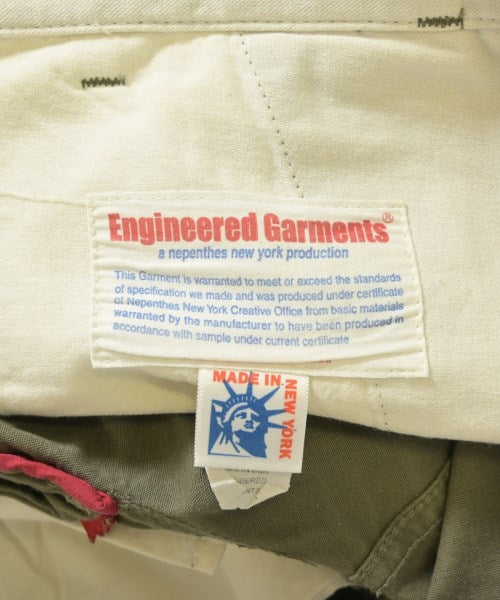 Engineered Garments®
a nepenthes new york production
This Garment is warranted to meet or exceed the standards
of specification we made and was produced under certificate
of Nepenthes New York Creative Office from basic materials
warranted by the manufacturer to have been produced in
accordance with sample under current certificate
MADE IN
NEW YORK